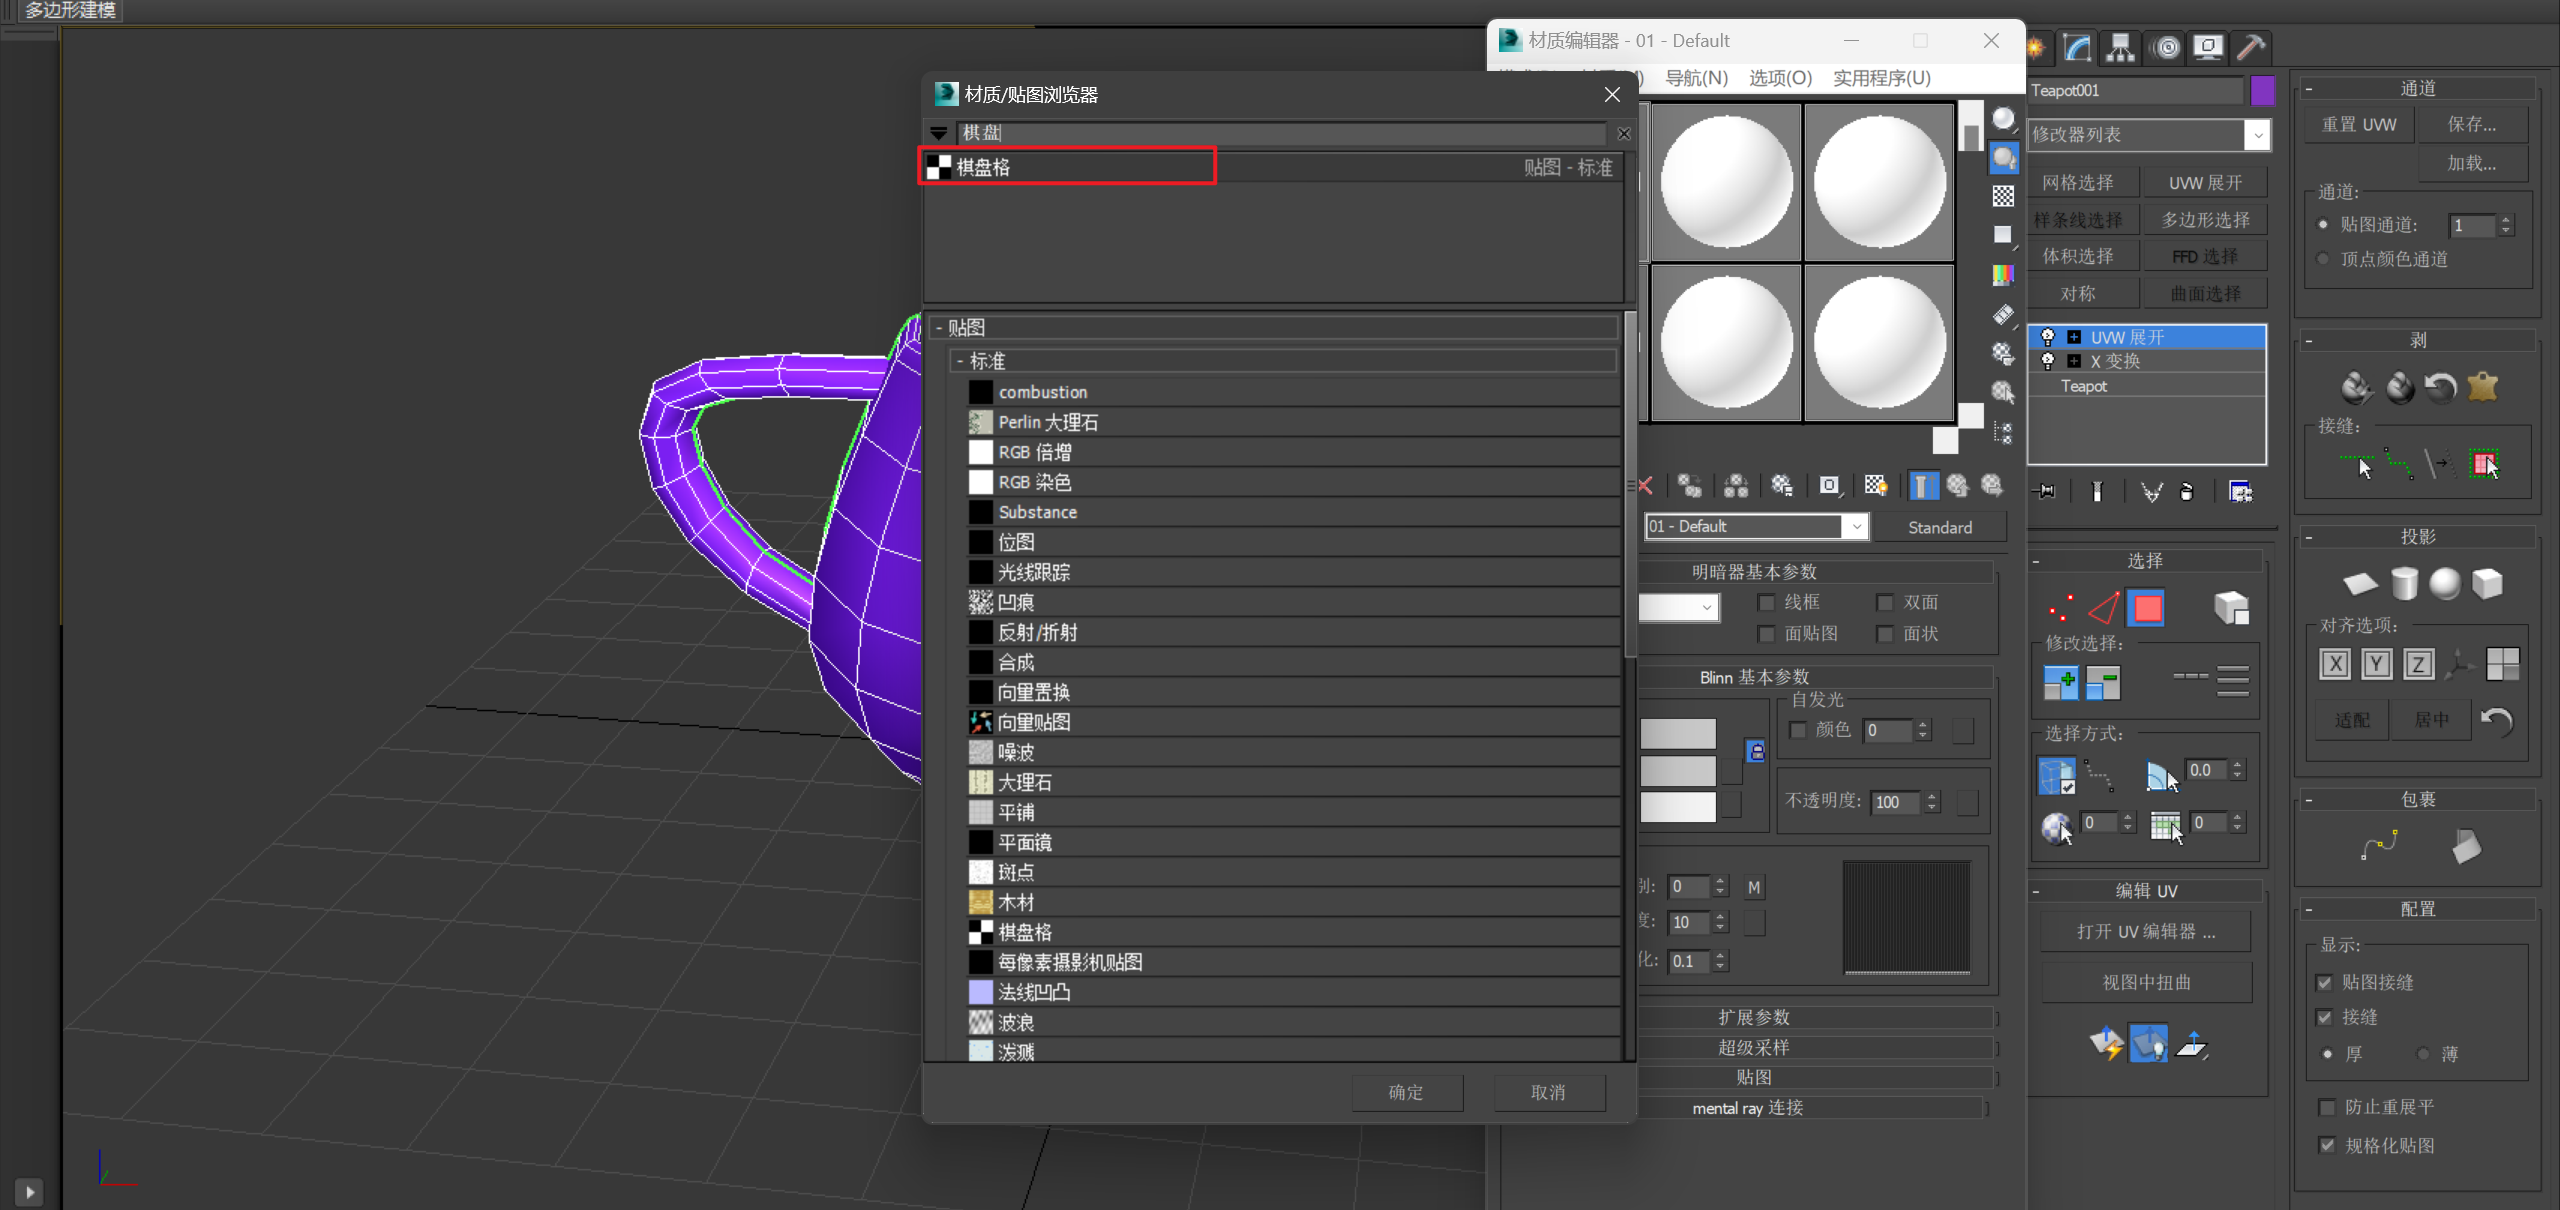 多边形建模
材质编辑器 - 01 - Default
导航(N) 选项(O) 实用程序(U)
材质/贴图浏览器
棋盘
棋盘格 贴图 - 标准
- 贴图
- 标准
combustion
Perlin 大理石
RGB 倍增
RGB 染色
Substance
位图
光线跟踪
凹痕
反射/折射
合成
向量置换
向量贴图
噪波
大理石
平铺
平面镜
斑点
木材
棋盘格
每像素摄影机贴图
法线凹凸
波浪
泼溅
确定 取消
01 - Default
Standard
明暗器基本参数
线框 双面
面贴图 面状
Blinn 基本参数
自发光
颜色 0
不透明度: 100
别: 0 M
度: 10
化: 0.1
扩展参数
超级采样
贴图
mental ray 连接
Teapot001
修改器列表
网格选择 UVW 展开
样条线选择 多边形选择
体积选择 FFD 选择
对称 曲面选择
UVW 展开
X 变换
Teapot
- 选择
修改选择:
选择方式:
0.0
0 0
- 编辑 UV
打开 UV 编辑器 ...
视图中扭曲
- 通道
重置 UVW 保存...
加载...
通道:
贴图通道: 1
顶点颜色通道
- 剥
接缝:
- 投影
对齐选项:
X Y Z
适配 居中
- 包裹
- 配置
显示:
贴图接缝
接缝
厚 薄
防止重展平
规格化贴图